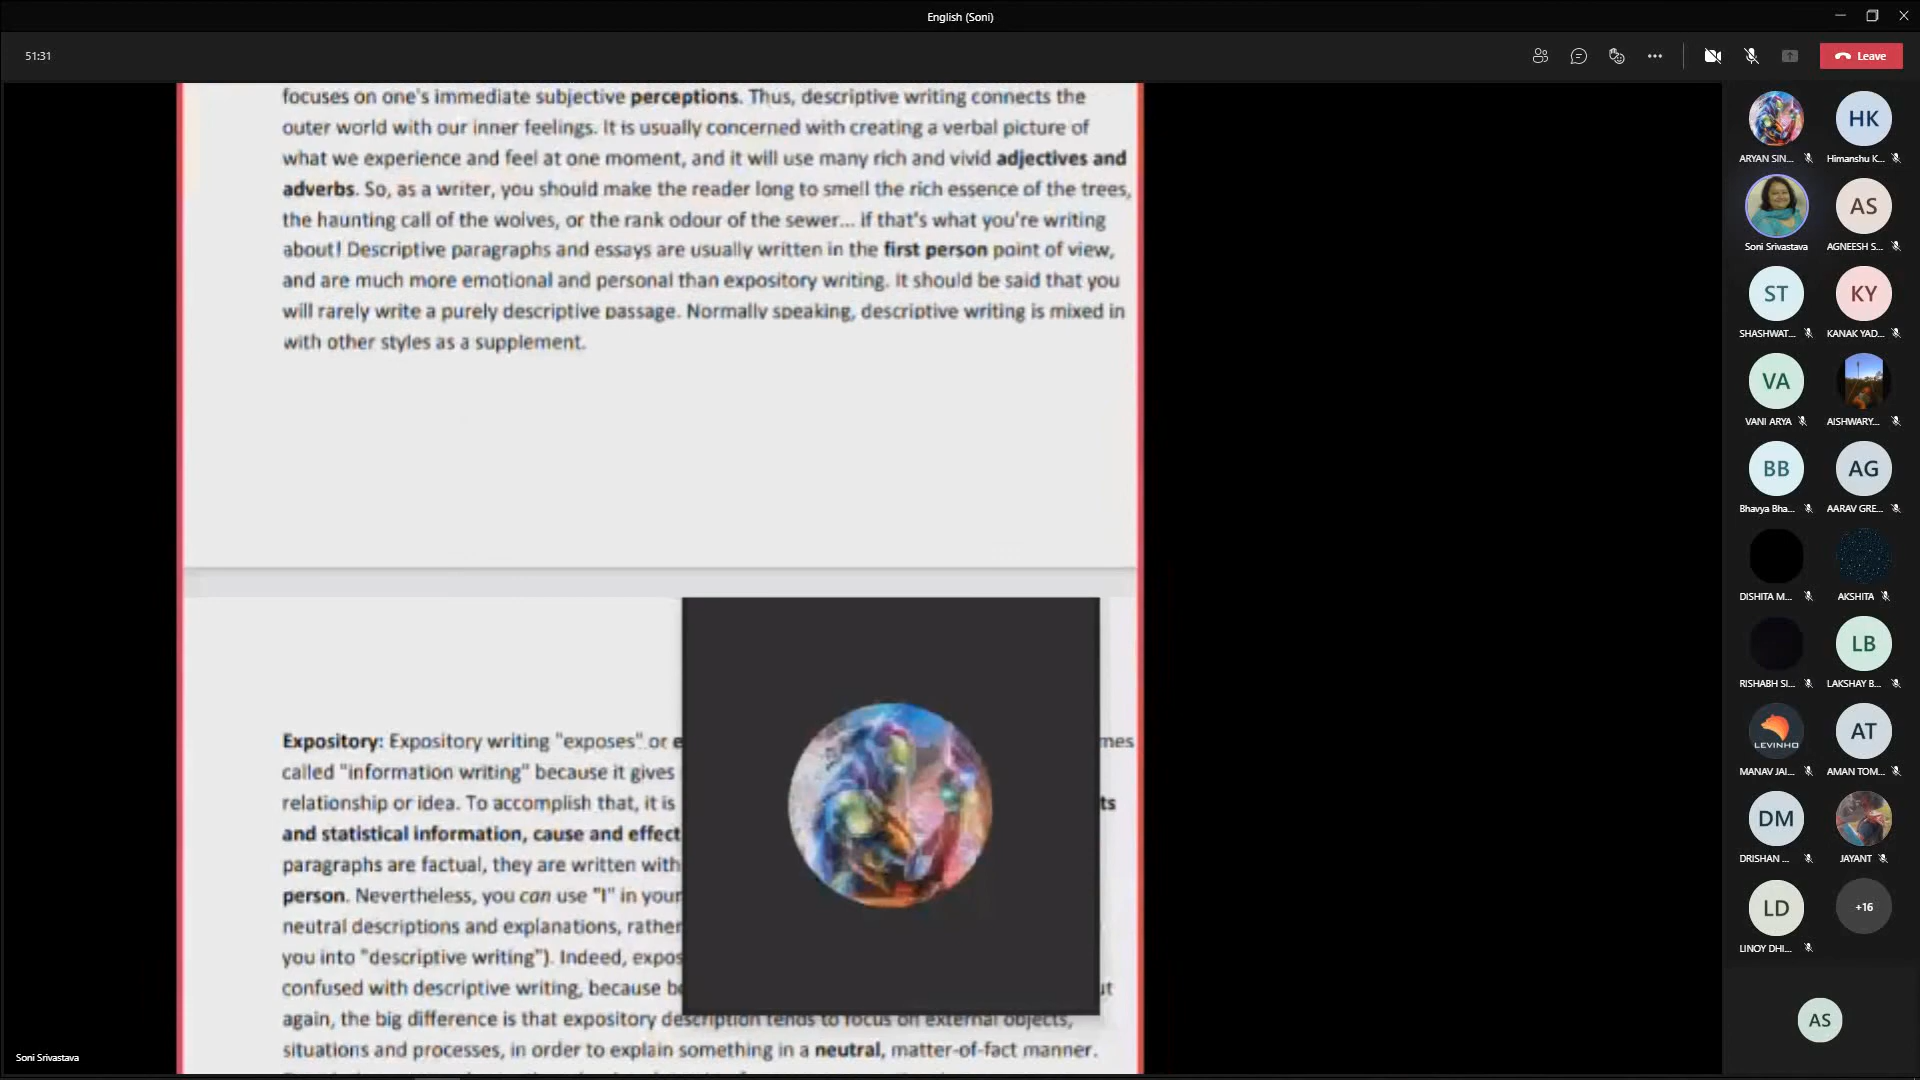 English (Soni)
51:31
Leave
focuses on one's immediate subjective perceptions. Thus, descriptive writing connects the
outer world with our inner feelings. It is usually concerned with creating a verbal picture of
what we experience and feel at one moment, and it will use many rich and vivid adjectives and
adverbs. So, as a writer, you should make the reader long to smell the rich essence of the trees,
the haunting call of the wolves, or the rank odour of the sewer... if that's what you're writing
about! Descriptive paragraphs and essays are usually written in the first person point of view,
and are much more emotional and personal than expository writing. It should be said that you
will rarely write a purely descriptive passage. Normally speaking, descriptive writing is mixed in
with other styles as a supplement.
Expository: Expository writing "exposes" or e mes
called "information writing" because it gives
relationship or idea. To accomplish that, it is ts
and statistical information, cause and effect
paragraphs are factual, they are written with
person. Nevertheless, you can use "I" in your
neutral descriptions and explanations, rather
you into "descriptive writing"). Indeed, expos
confused with descriptive writing, because be ut
again, the big difference is that expository description tends to focus on external objects,
situations and processes, in order to explain something in a neutral, matter-of-fact manner.
Soni Srivastava
ARYAN SIN...
HK
Himanshu K...
Soni Srivastava
AS
AGNEESH S...
ST
SHASHWAT...
KY
KANAK YAD...
VA
VANI ARYA
AISHWARY...
BB
Bhavya Bha...
AG
AARAV GRE...
DISHITA M...
AKSHITA
RISHABH SI...
LB
LAKSHAY B...
LEVINHO
MANAV JAI...
AT
AMAN TOM...
DM
DRISHAN ...
JAYANT
LD
LINOY DHI...
+16
AS